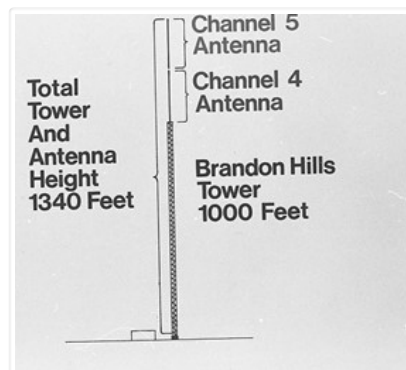 Channel 5
Antenna
Channel 4
Antenna
Total
Tower
And
Antenna
Height
1340 Feet
Brandon Hills
Tower
1000 Feet